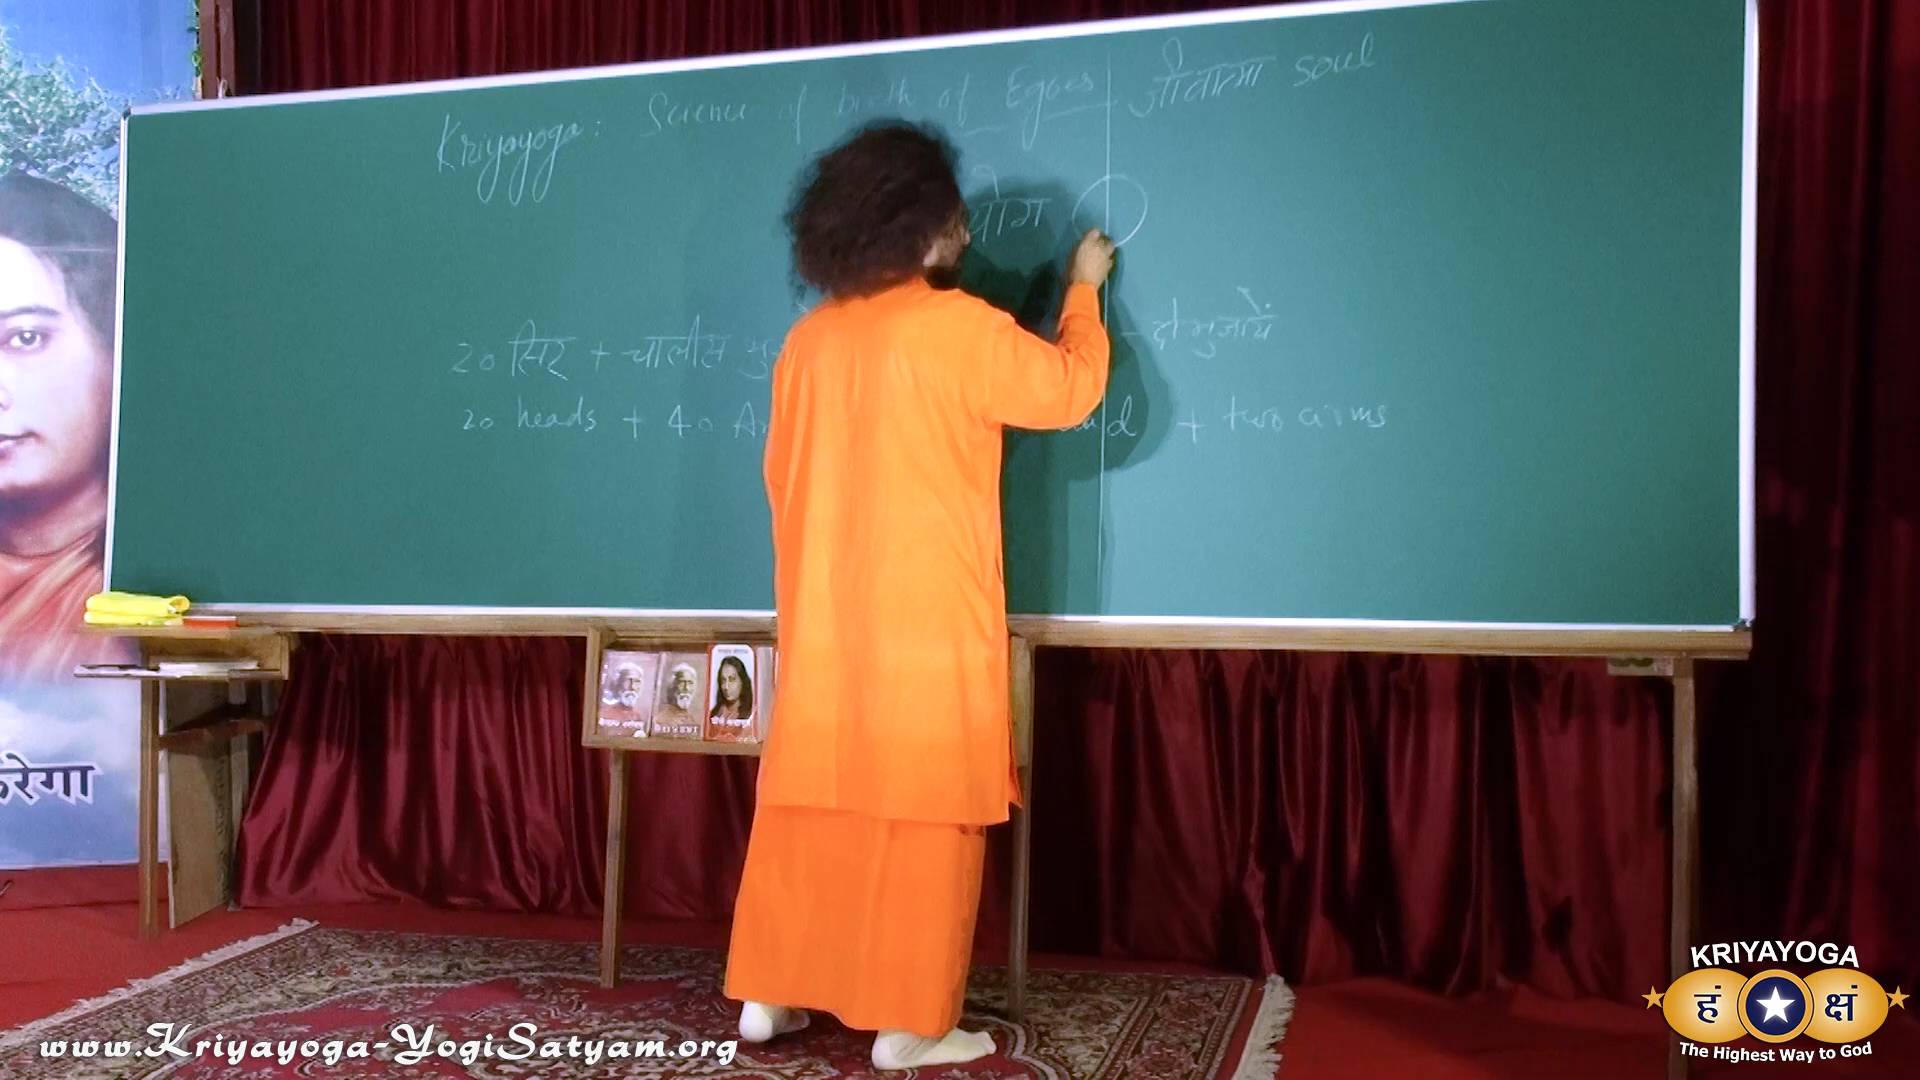 Kriyayoga: Science of birth of Egoes जीवात्मा soul
योग
20 सिर + चालीस - दो भुजायें
20 heads + 40 + two arms
करेगा
www.Kriyayoga-YogiSatyam.org
KRIYAYOGA
हं क्षं
The Highest Way to God